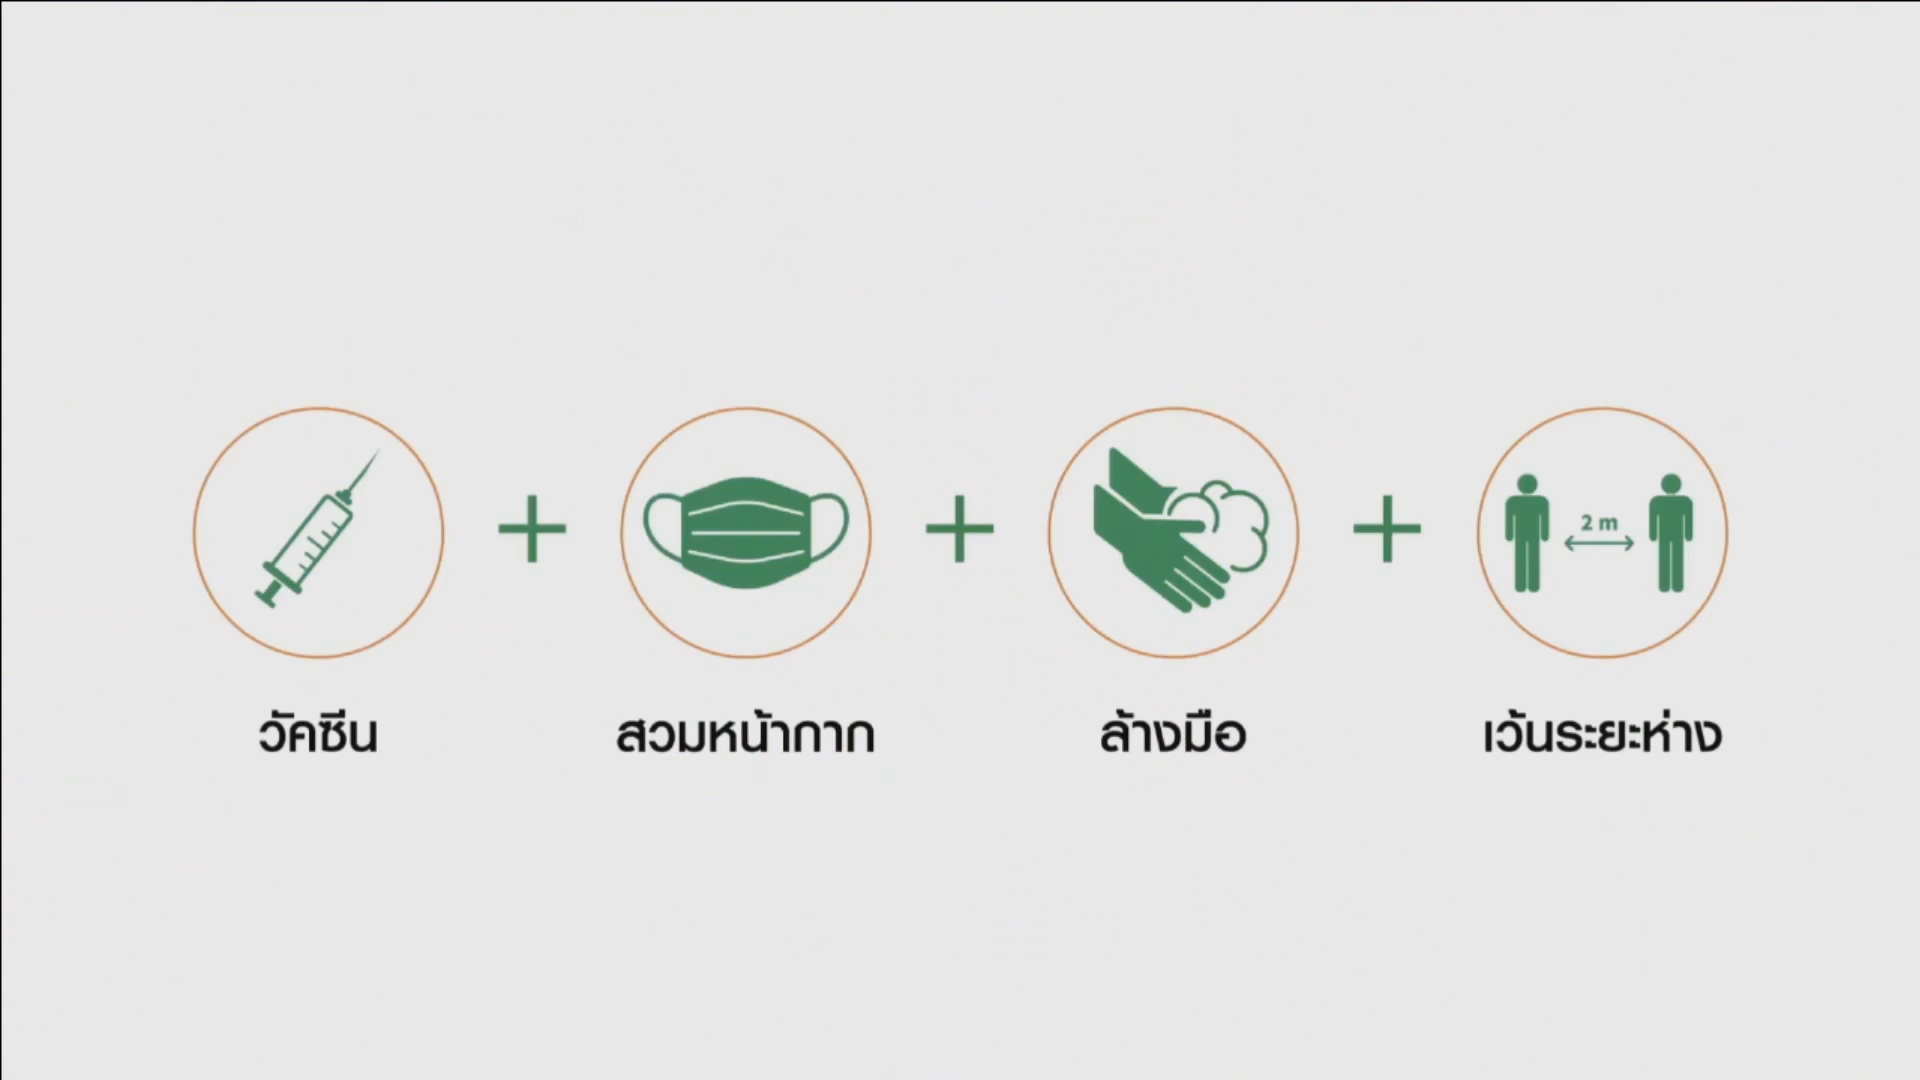 2 m
วัคซีน
สวมหน้ากาก
ล้างมือ
เว้นระยะห่าง